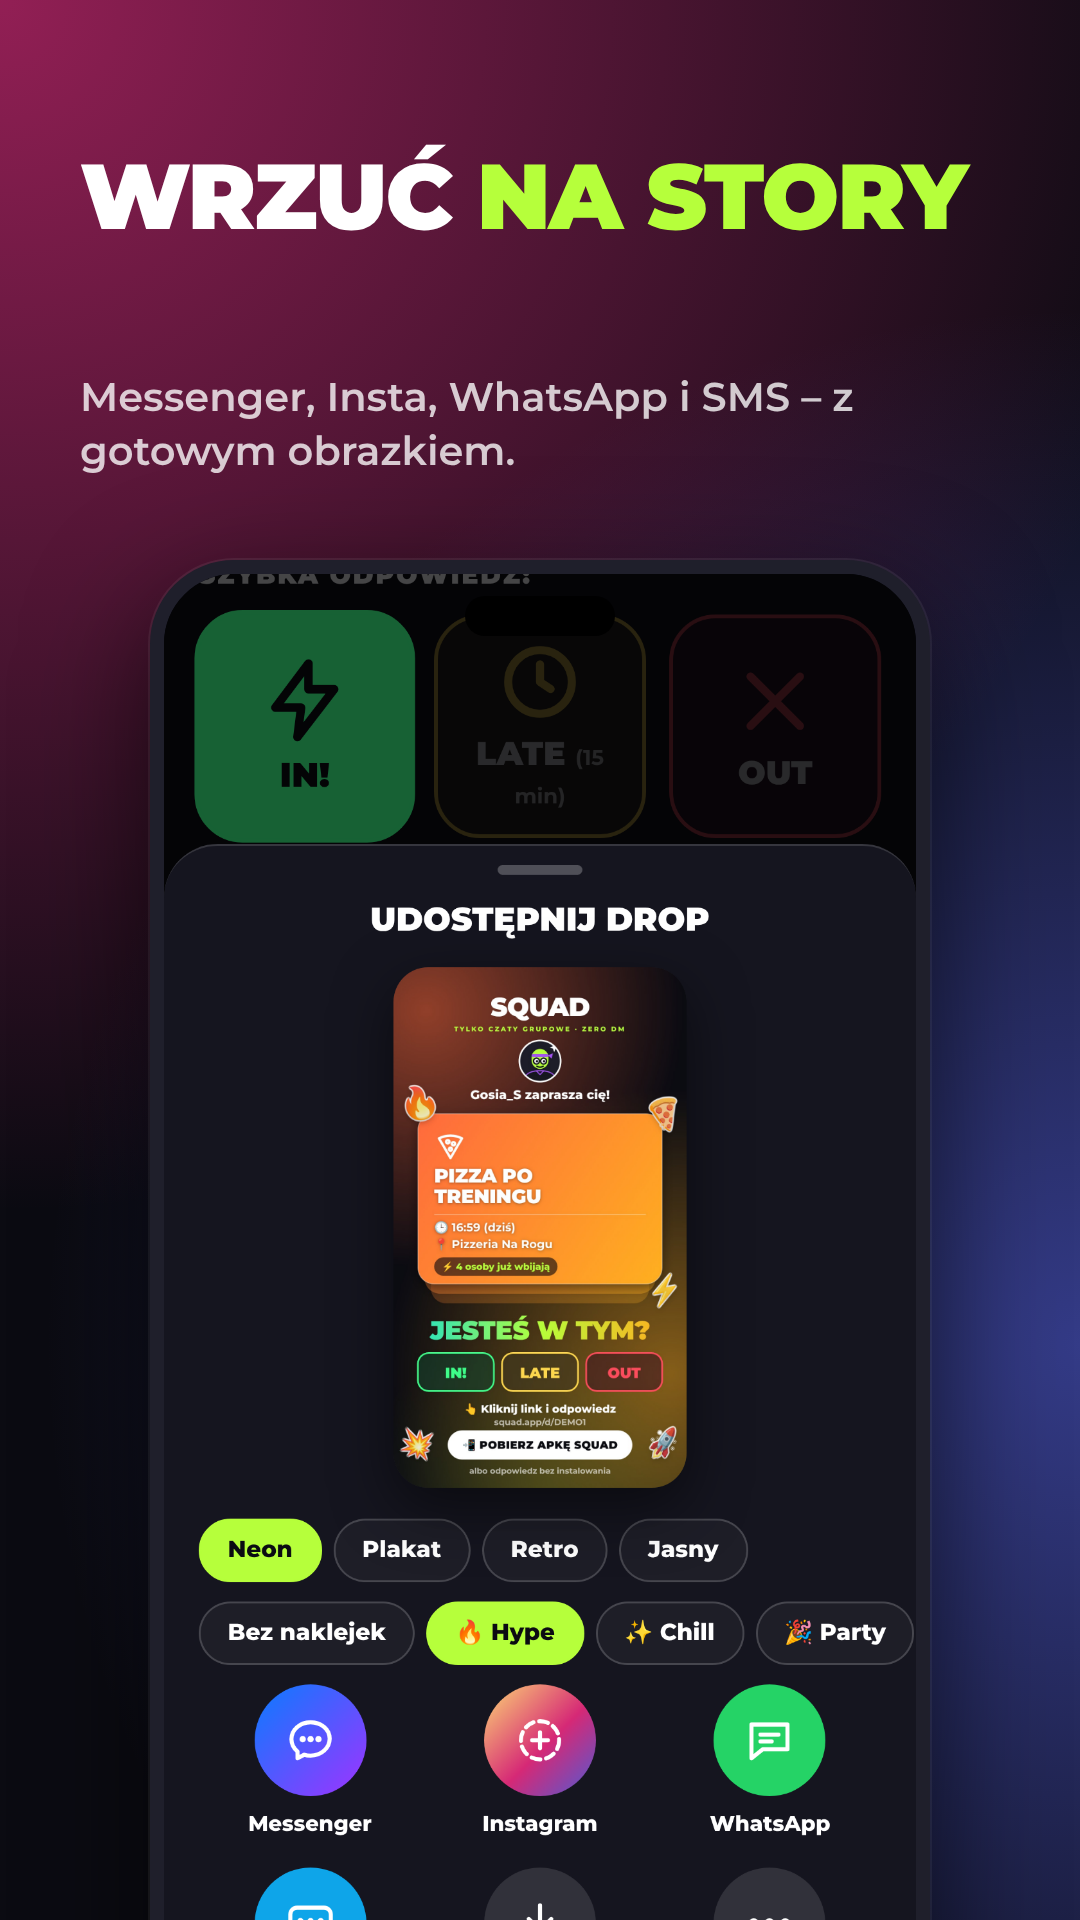 WRZUĆ NA STORY
Messenger, Insta, WhatsApp i SMS – z
gotowym obrazkiem.
SZYBKA ODPOWIEDŹ:
IN!
LATE (15
min)
OUT
UDOSTĘPNIJ DROP
SQUAD
TYLKO CZATY GRUPOWE · ZERO DM
Gosia_S zaprasza cię!
PIZZA PO
TRENINGU
🕒 16:59 (dziś)
📍 Pizzeria Na Rogu
⚡ 4 osoby już wbijają
JESTEŚ W TYM?
IN! LATE OUT
👆 Kliknij link i odpowiedz
squad.app/d/DEMO1
📲 POBIERZ APKĘ SQUAD
albo odpowiedz bez instalowania
Neon Plakat Retro Jasny
Bez naklejek 🔥 Hype ✨ Chill 🎉 Party
Messenger Instagram WhatsApp